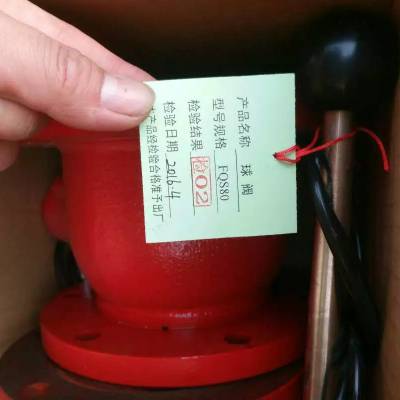 产品名称 球阀
型号规格 FQS80
检验结果 检02
检验日期 2016.4
产品经检验合格准予出厂